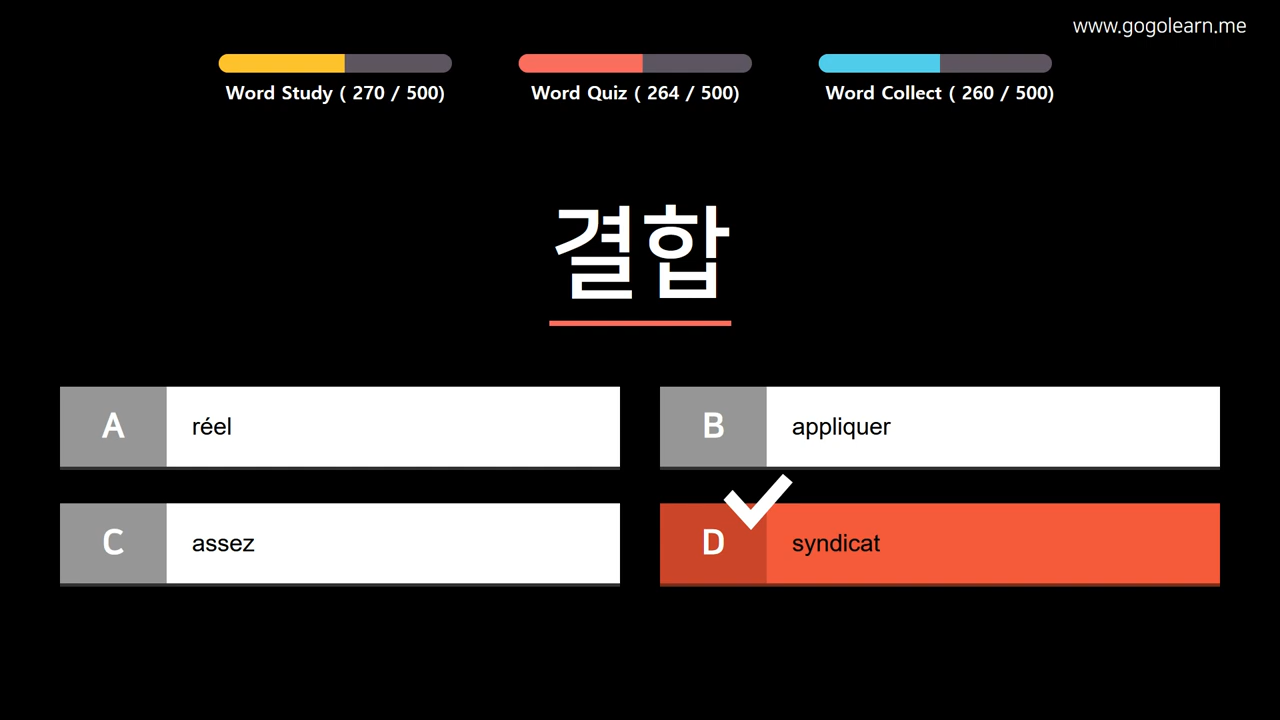 www.gogolearn.me
Word Study ( 270 / 500)
Word Quiz ( 264 / 500)
Word Collect ( 260 / 500)
결합
A
réel
B
appliquer
C
assez
D
syndicat